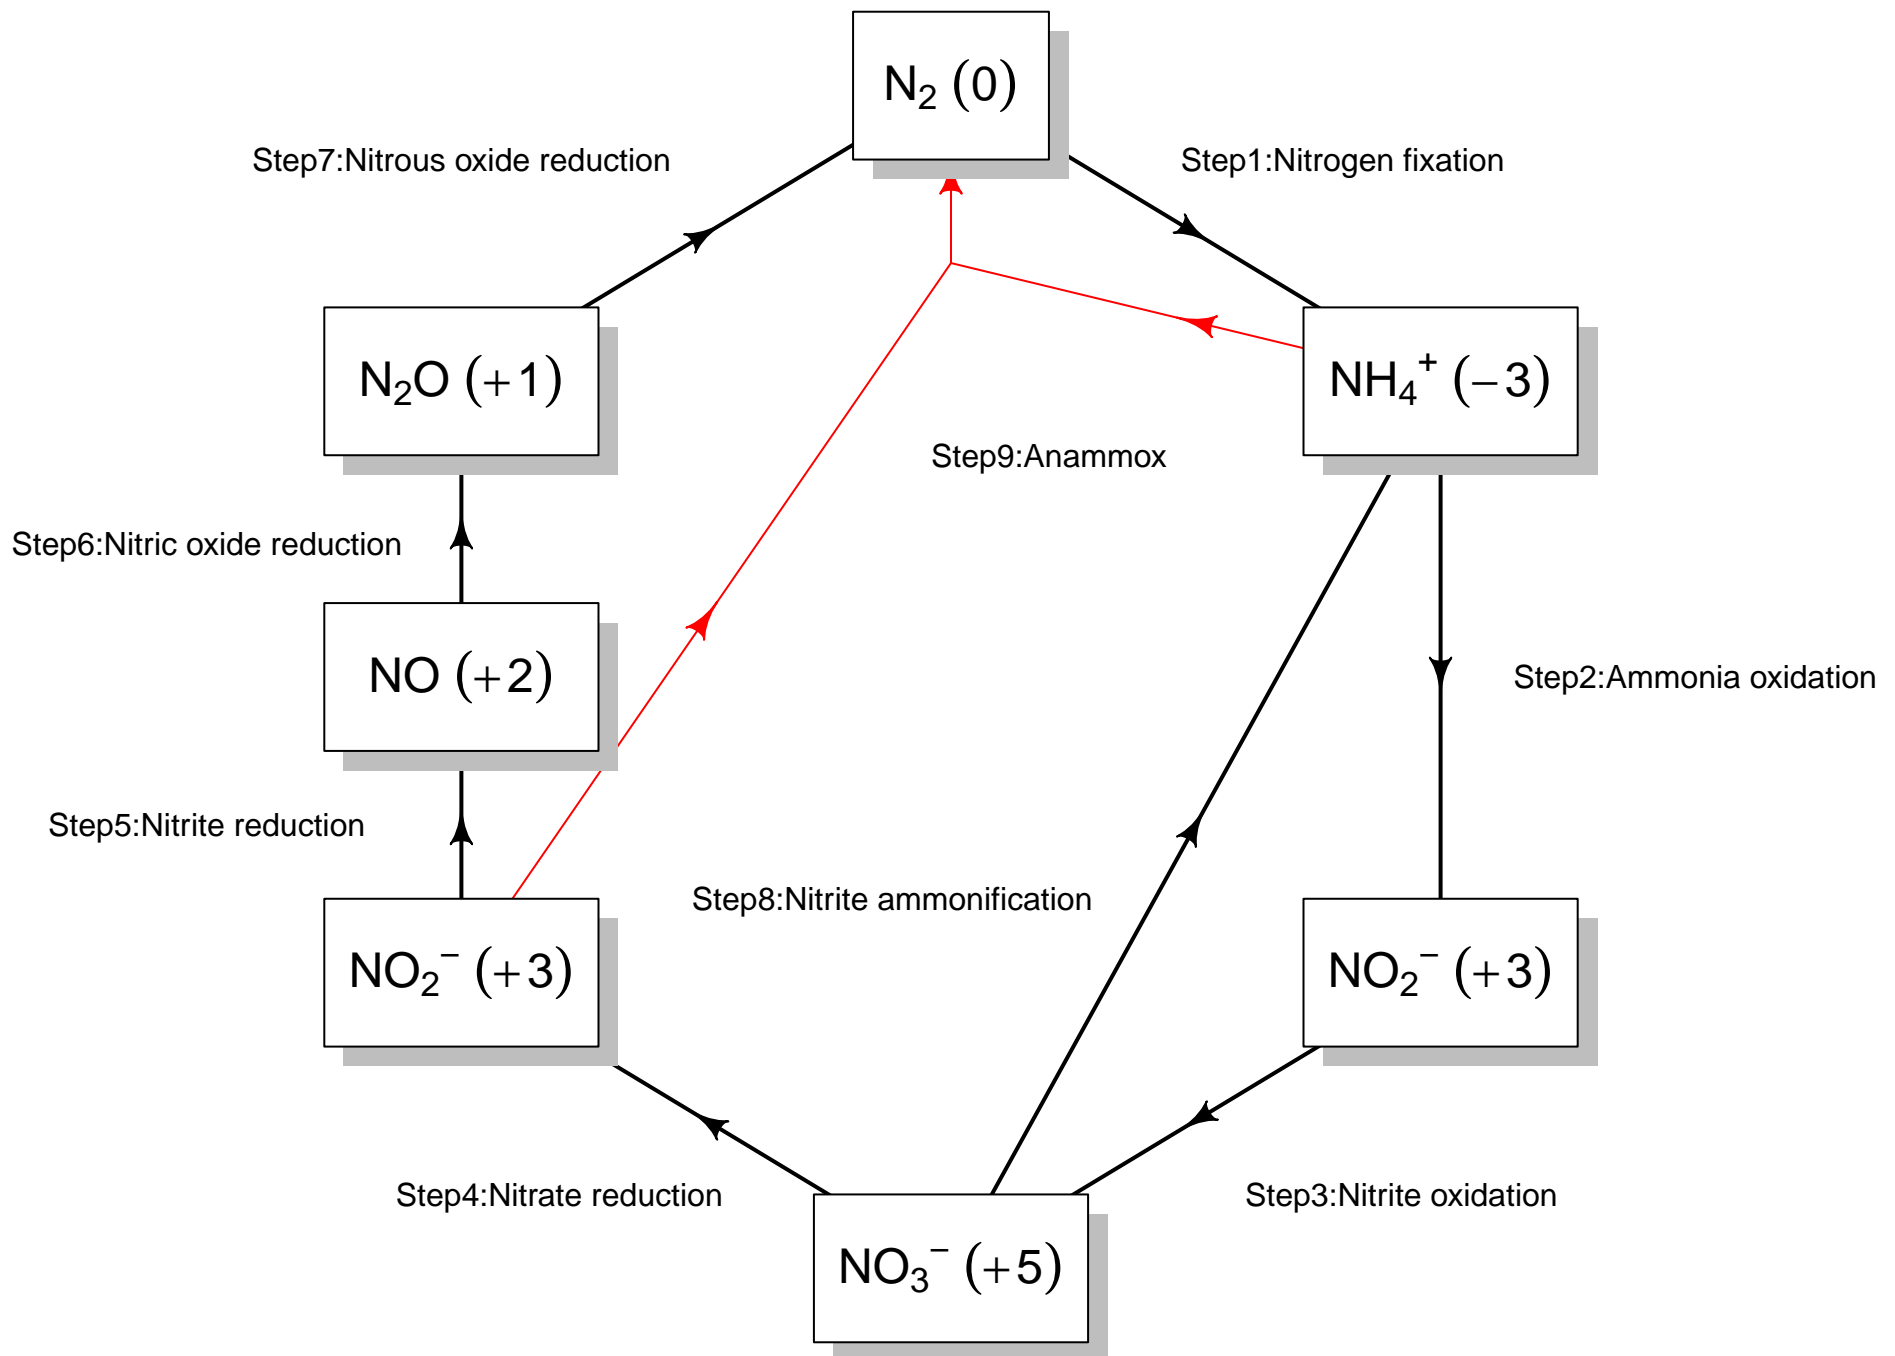 N₂ (0)
Step7:Nitrous oxide reduction
Step1:Nitrogen fixation
N₂O (+1)
NH₄⁺ (−3)
Step9:Anammox
Step6:Nitric oxide reduction
NO (+2)
Step2:Ammonia oxidation
Step5:Nitrite reduction
Step8:Nitrite ammonification
NO₂⁻ (+3)
NO₂⁻ (+3)
Step4:Nitrate reduction
Step3:Nitrite oxidation
NO₃⁻ (+5)